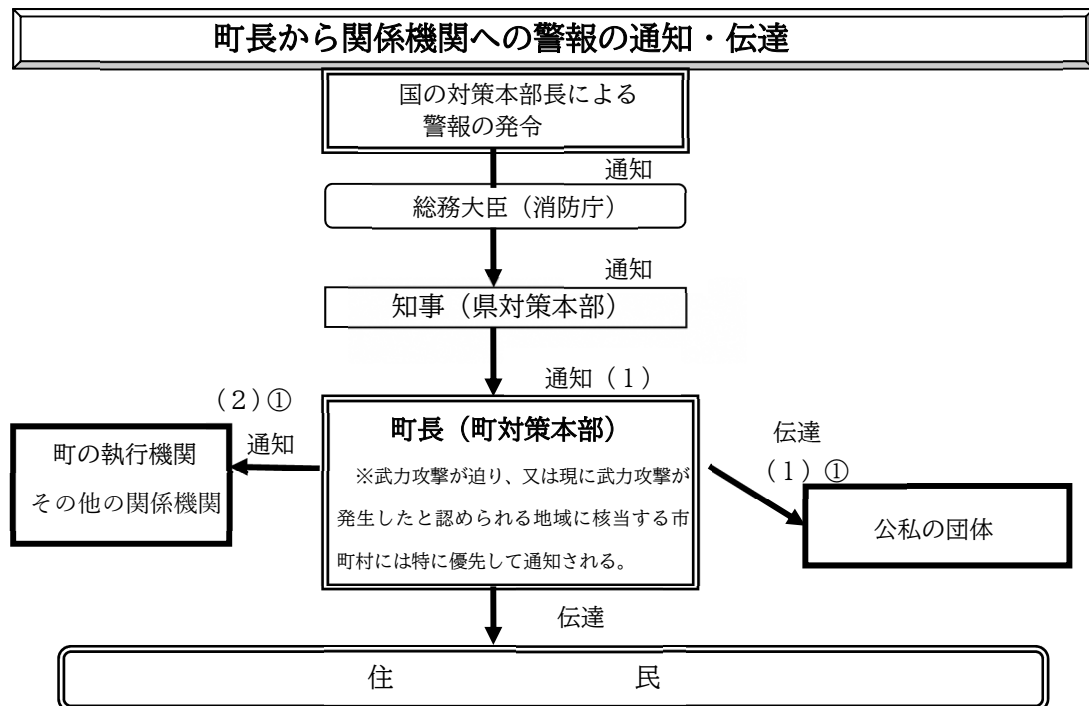 町長から関係機関への警報の通知・伝達
国の対策本部長による
警報の発令
通知
総務大臣（消防庁）
通知
知事（県対策本部）
通知（１）
（２）①
通知
町の執行機関
その他の関係機関
町長（町対策本部）
※武力攻撃が迫り、又は現に武力攻撃が
発生したと認められる地域に核当する市
町村には特に優先して通知される。
伝達
（１）①
公私の団体
伝達
住　民